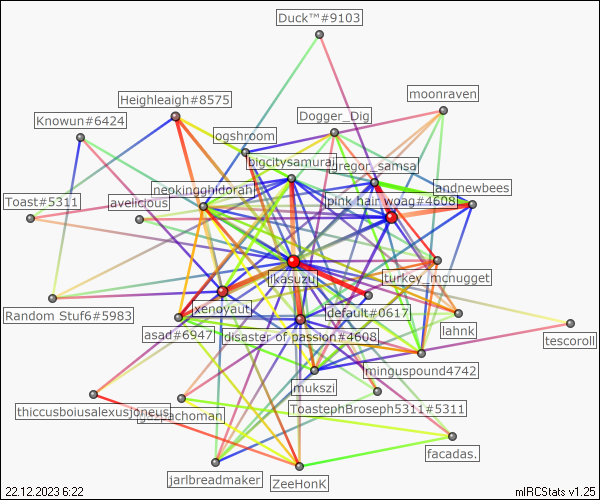 Duck™#9103
moonraven
Heighleaigh#8575
Dogger_Dig
Knowun#6424
ogshroom
bigcitysamurai
gregor_samsa
neokingghidorah
andnewbees
Toast#5311
avelicious
pink hair woag#4608
ikasuzu
turkey_mcnugget
xenoyaut
default#0617
Random Stuf6#5983
lahnk
asad#6947
disaster of passion#4608
tescoroll
minguspound4742
mukszi
thiccusboiusalexusjoneus
gazpachoman
ToastephBroseph5311#5311
facadas.
jarlbreadmaker
ZeeHonK
22.12.2023 6:22
mIRCStats v1.25